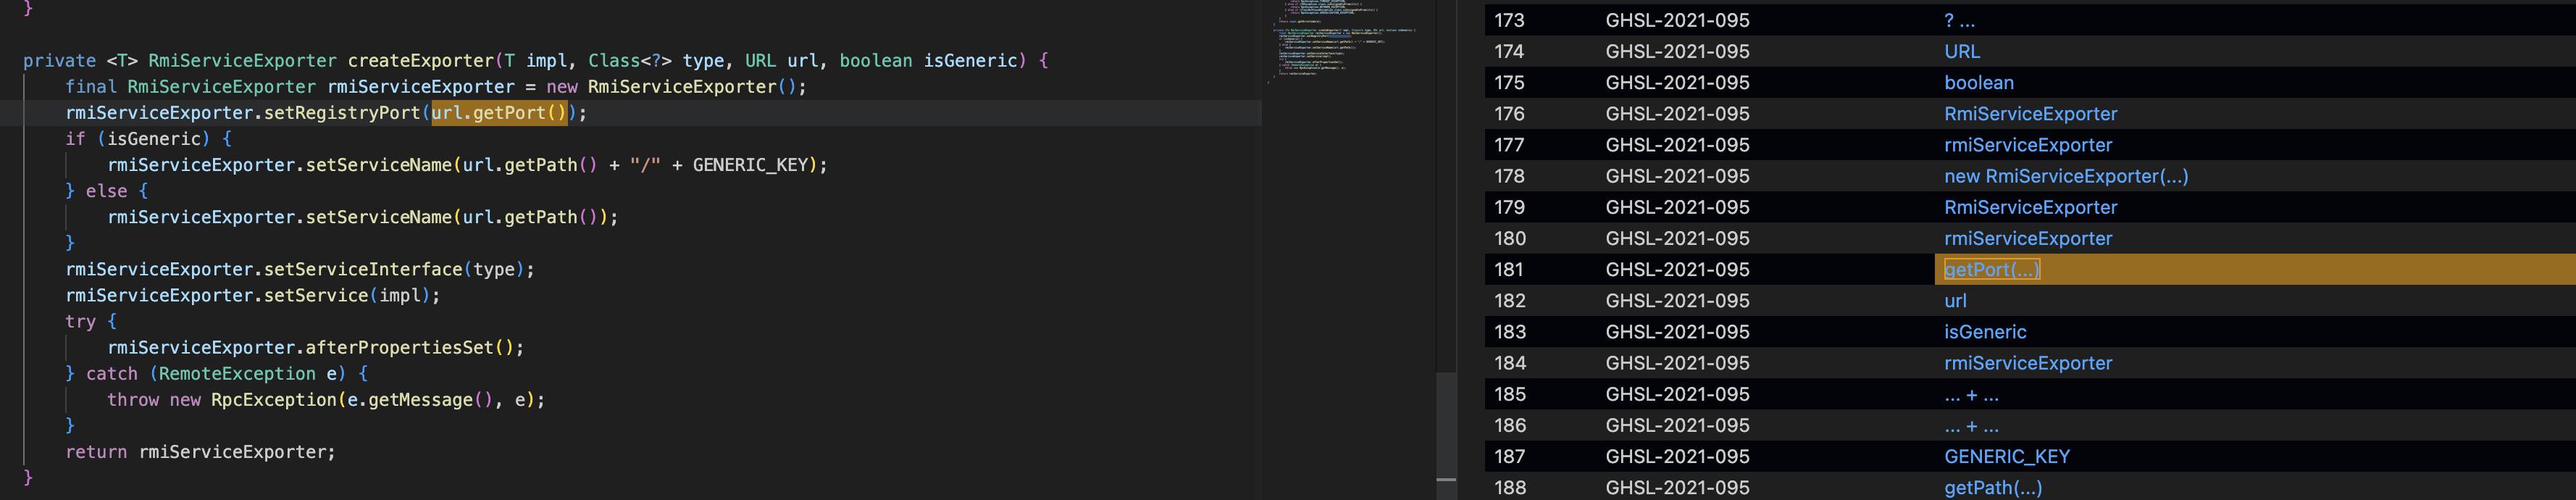 }
private <T> RmiServiceExporter createExporter(T impl, Class<?> type, URL url, boolean isGeneric) {
final RmiServiceExporter rmiServiceExporter = new RmiServiceExporter();
rmiServiceExporter.setRegistryPort(url.getPort());
if (isGeneric) {
rmiServiceExporter.setServiceName(url.getPath() + "/" + GENERIC_KEY);
} else {
rmiServiceExporter.setServiceName(url.getPath());
}
rmiServiceExporter.setServiceInterface(type);
rmiServiceExporter.setService(impl);
try {
rmiServiceExporter.afterPropertiesSet();
} catch (RemoteException e) {
throw new RpcException(e.getMessage(), e);
}
return rmiServiceExporter;
}
173 GHSL-2021-095 ? ...
174 GHSL-2021-095 URL
175 GHSL-2021-095 boolean
176 GHSL-2021-095 RmiServiceExporter
177 GHSL-2021-095 rmiServiceExporter
178 GHSL-2021-095 new RmiServiceExporter(...)
179 GHSL-2021-095 RmiServiceExporter
180 GHSL-2021-095 rmiServiceExporter
181 GHSL-2021-095 getPort(...)
182 GHSL-2021-095 url
183 GHSL-2021-095 isGeneric
184 GHSL-2021-095 rmiServiceExporter
185 GHSL-2021-095 ... + ...
186 GHSL-2021-095 ... + ...
187 GHSL-2021-095 GENERIC_KEY
188 GHSL-2021-095 getPath(...)